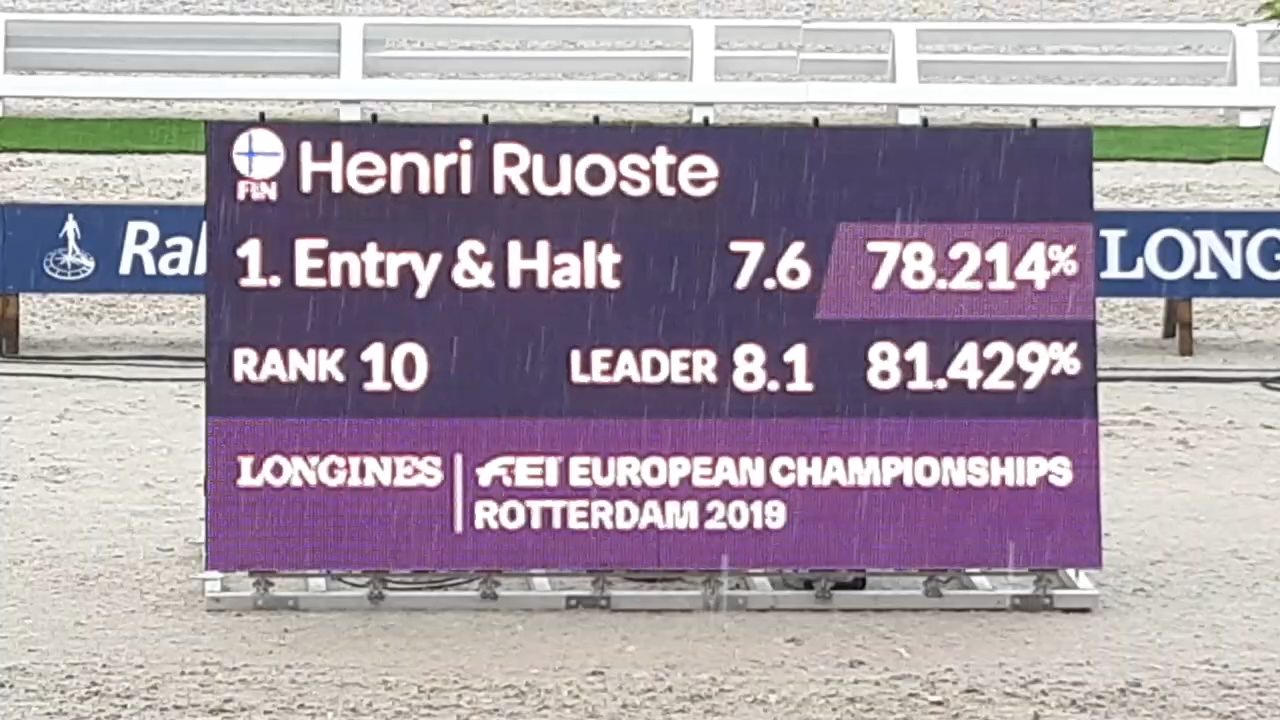 FIN Henri Ruoste
1. Entry & Halt 7.6 78.214%
RANK 10 LEADER 8.1 81.429%
LONGINES FEI EUROPEAN CHAMPIONSHIPS
ROTTERDAM 2019
Ral
LONG